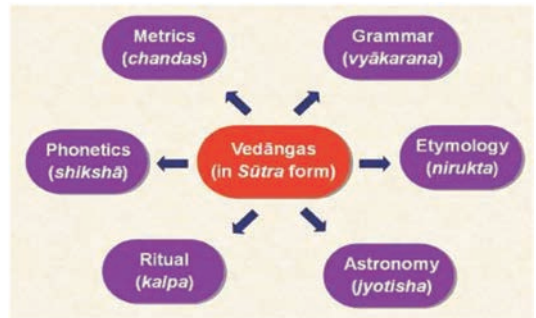 Metrics
(chandas)
Grammar
(vyākarana)
Phonetics
(shikshā)
Vedāngas
(in Sūtra form)
Etymology
(nirukta)
Ritual
(kalpa)
Astronomy
(jyotisha)